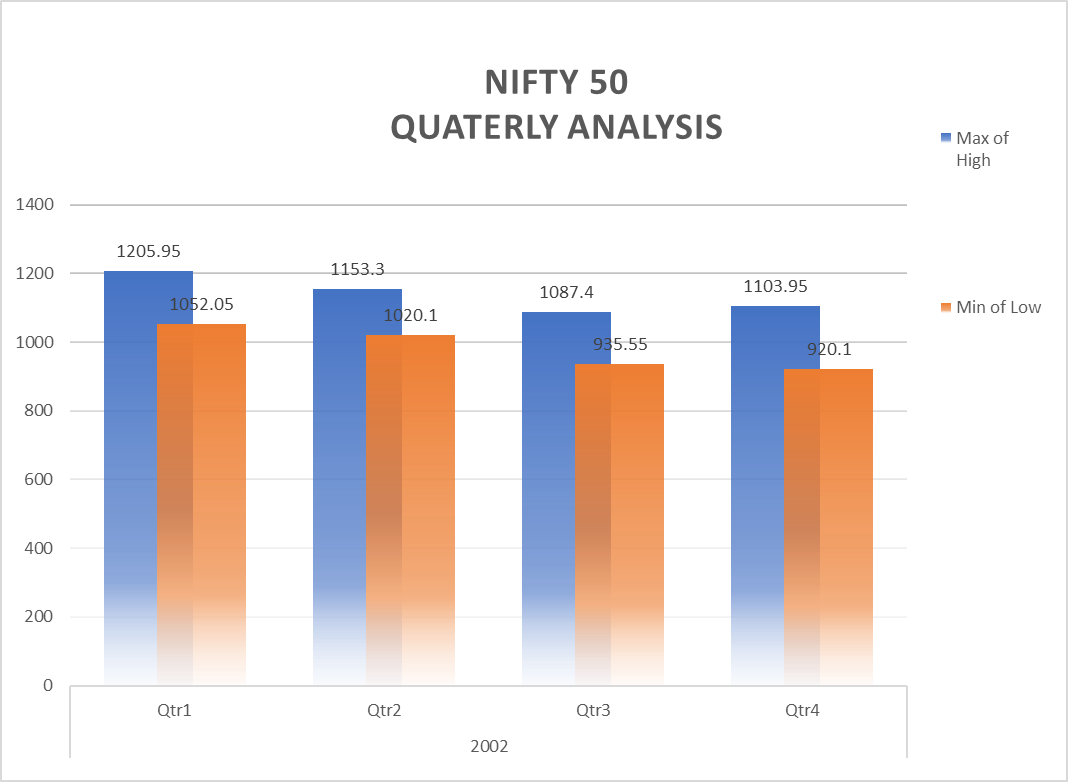 NIFTY 50
QUATERLY ANALYSIS
Max of
High
Min of Low
1400
1200
1000
800
600
400
200
0
1205.95
1052.05
1153.3
1020.1
1087.4
935.55
1103.95
920.1
Qtr1
Qtr2
Qtr3
Qtr4
2002